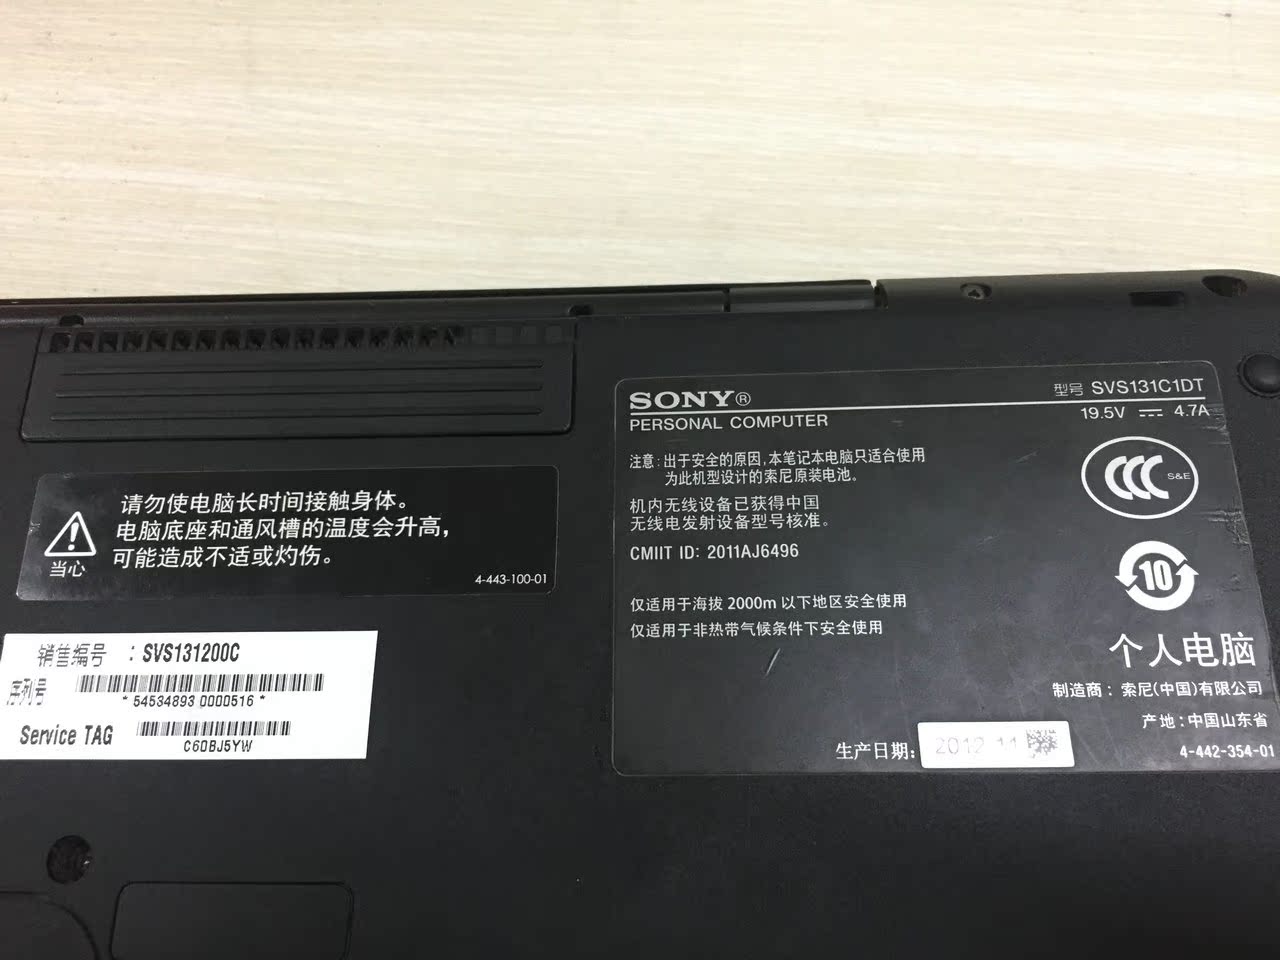 SONY®
型号 SVS131C1DT
PERSONAL COMPUTER
19.5V ⎓ 4.7A
注意：出于安全的原因，本笔记本电脑只适合使用
为此机型设计的索尼原装电池。
机内无线设备已获得中国
无线电发射设备型号核准。
CMIIT ID: 2011AJ6496
仅适用于海拔 2000m 以下地区安全使用
仅适用于非热带气候条件下安全使用
CCC S&E
10
个人电脑
制造商：索尼(中国)有限公司
产地：中国山东省
生产日期：2012 11
4-442-354-01
请勿使电脑长时间接触身体。
电脑底座和通风槽的温度会升高，
可能造成不适或灼伤。
当心
4-443-100-01
销售编号 ：SVS131200C
序列号
* 54534893 0000516 *
Service TAG
C60BJ5YW